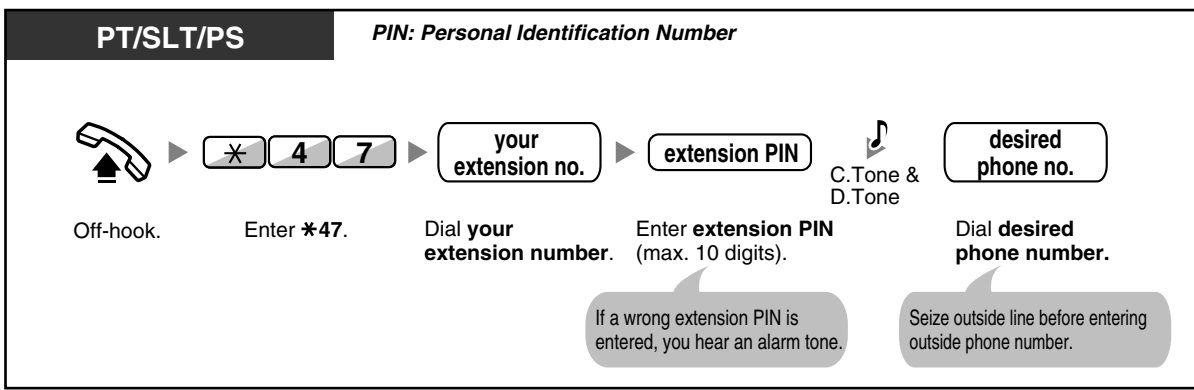 PT/SLT/PS
PIN: Personal Identification Number
* 4 7
your
extension no.
extension PIN
C.Tone &
D.Tone
desired
phone no.
Off-hook.
Enter *47.
Dial your
extension number.
Enter extension PIN
(max. 10 digits).
Dial desired
phone number.
If a wrong extension PIN is
entered, you hear an alarm tone.
Seize outside line before entering
outside phone number.